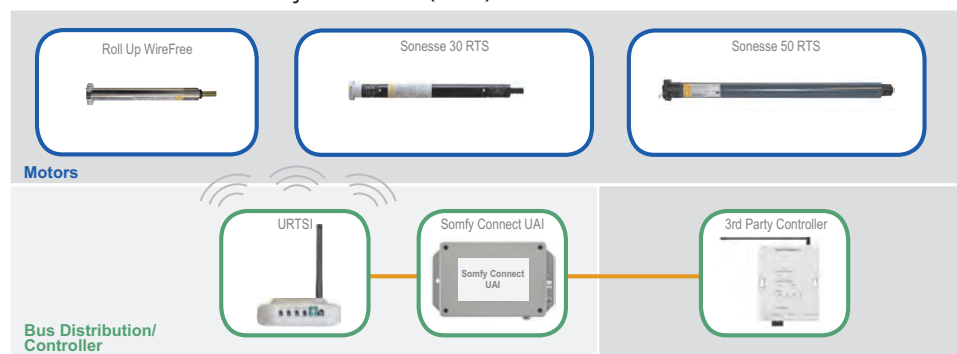 Roll Up WireFree
Sonesse 30 RTS
Sonesse 50 RTS
Motors
URTSI
Somfy Connect UAI
3rd Party Controller
Somfy Connect
UAI
Bus Distribution/
Controller